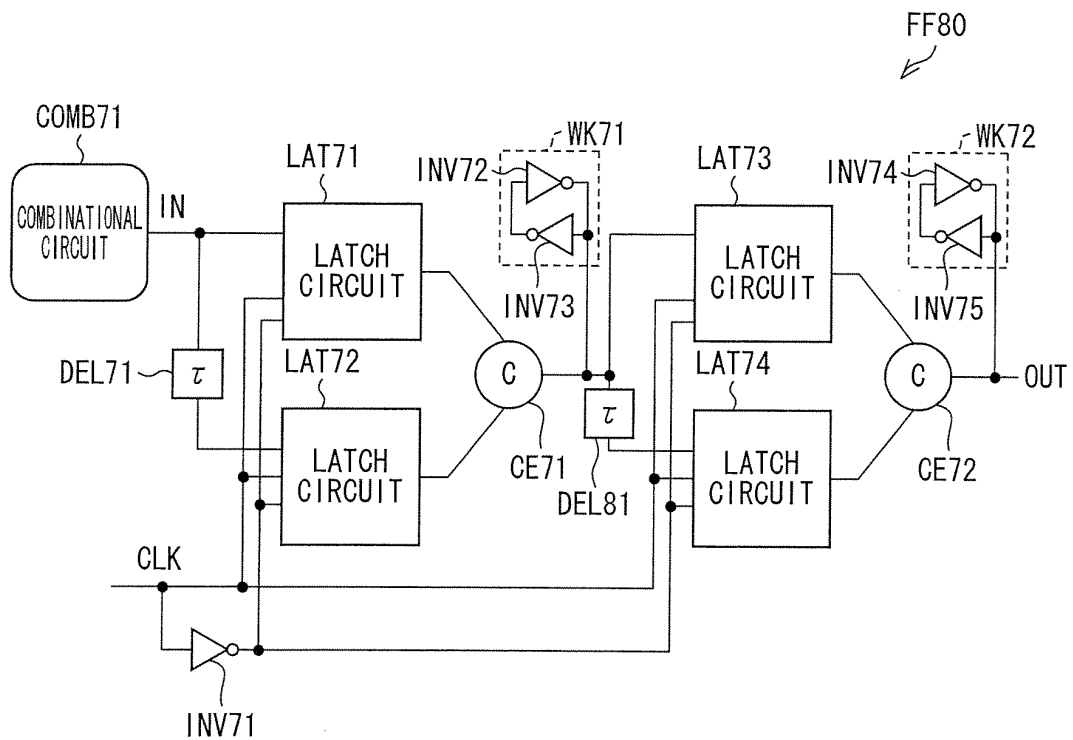 FF80
COMB71
COMBINATIONAL
CIRCUIT
IN
LAT71
LATCH
CIRCUIT
INV72
WK71
INV73
LAT73
LATCH
CIRCUIT
INV74
WK72
INV75
DEL71
τ
LAT72
LATCH
CIRCUIT
C
CE71
τ
DEL81
LAT74
LATCH
CIRCUIT
C
CE72
OUT
CLK
INV71